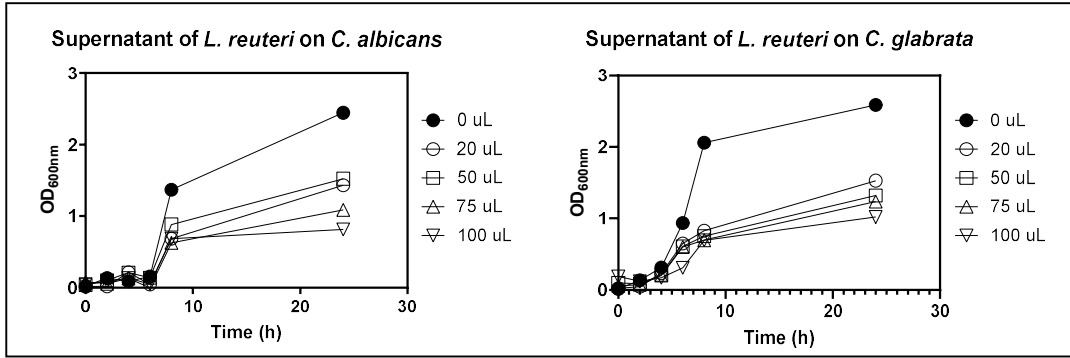 Supernatant of L. reuteri on C. albicans
3
2
1
0
OD600nm
0
10
20
30
Time (h)
0 uL
20 uL
50 uL
75 uL
100 uL
Supernatant of L. reuteri on C. glabrata
3
2
1
0
OD600nm
0
10
20
30
Time (h)
0 uL
20 uL
50 uL
75 uL
100 uL